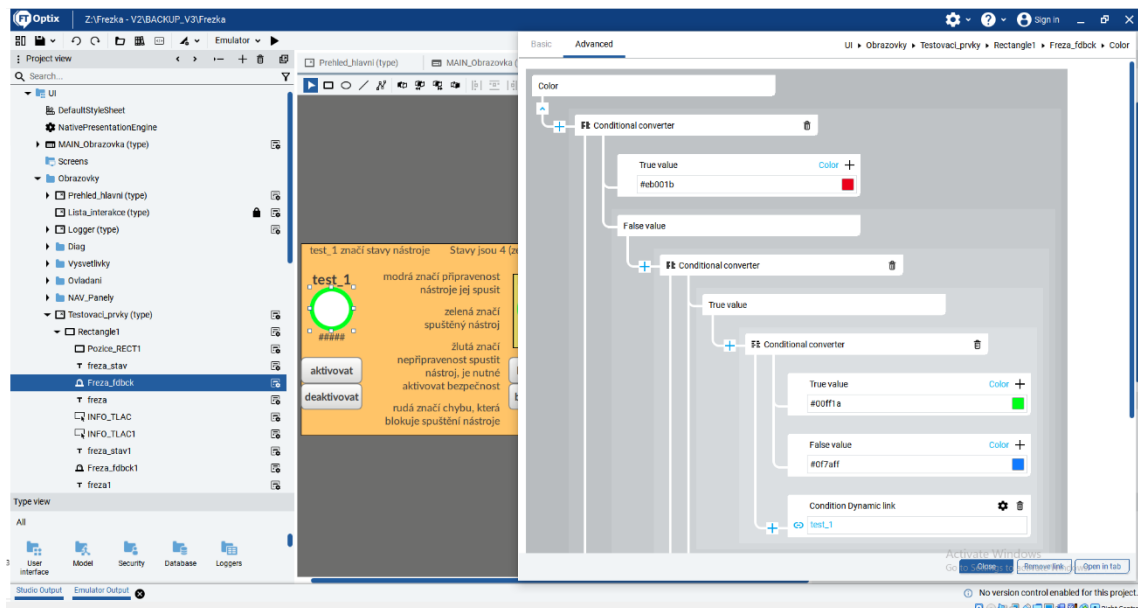 FT Optix
Z:\Frezka - V2\BACKUP_V3\Frezka
Sign in
Emulator
Project view
Search...
UI
DefaultStyleSheet
NativePresentationEngine
MAIN_Obrazovka (type)
Screens
Obrazovky
Prehled_hlavni (type)
Lista_interakce (type)
Logger (type)
Diag
Vysvetlivky
Ovladani
NAV_Panely
Testovaci_prvky (type)
Rectangle1
Pozice_RECT1
freza_stav
Freza_fdbck
freza
INFO_TLAC
INFO_TLAC1
freza_stav1
Freza_fdbck1
freza1
Type view
All
User interface
Model
Security
Database
Loggers
Studio Output
Emulator Output
Prehled_hlavni (type)
MAIN_Obrazovka (
test_1 značí stavy nástroje
Stavy jsou 4 (z
test_1
#####
modrá značí připravenost
nástroje jej spusit
zelená značí
spuštěný nástroj
žlutá značí
nepřipravenost spustit
nástroj, je nutné
aktivovat bezpečnost
rudá značí chybu, která
blokuje spuštění nástroje
aktivovat
deaktivovat
Basic
Advanced
UI ▸ Obrazovky ▸ Testovaci_prvky ▸ Rectangle1 ▸ Freza_fdbck ▸ Color
Color
Conditional converter
True value
Color
#eb001b
False value
Conditional converter
True value
Conditional converter
True value
Color
#00ff1a
False value
Color
#0f7aff
Condition Dynamic link
test_1
Activate Windows
Close
Remove link
Open in tab
No version control enabled for this project.